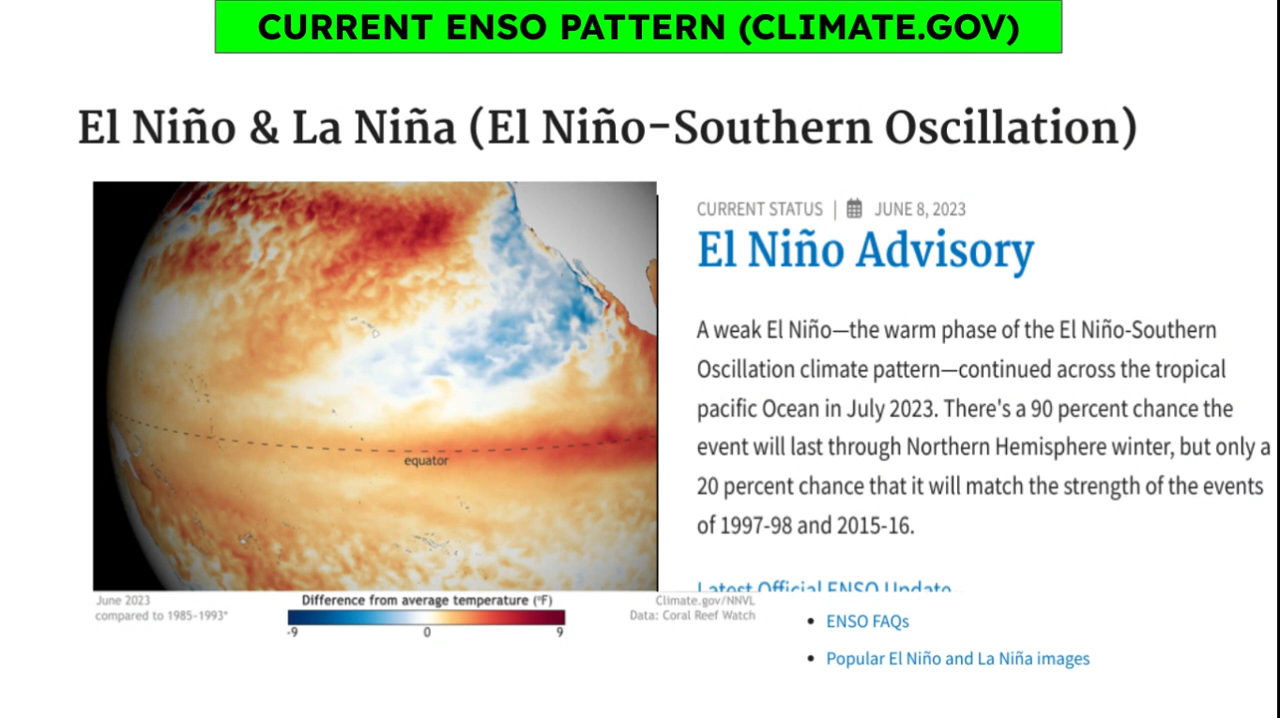 CURRENT ENSO PATTERN (CLIMATE.GOV)
El Niño & La Niña (El Niño-Southern Oscillation)
CURRENT STATUS | JUNE 8, 2023
El Niño Advisory
A weak El Niño—the warm phase of the El Niño-Southern
Oscillation climate pattern—continued across the tropical
pacific Ocean in July 2023. There's a 90 percent chance the
event will last through Northern Hemisphere winter, but only a
20 percent chance that it will match the strength of the events
of 1997-98 and 2015-16.
equator
Latest Official ENSO Update
June 2023
compared to 1985-1993*
Difference from average temperature (°F)
-9 0 9
Climate.gov/NNVL
Data: Coral Reef Watch
• ENSO FAQs
• Popular El Niño and La Niña images